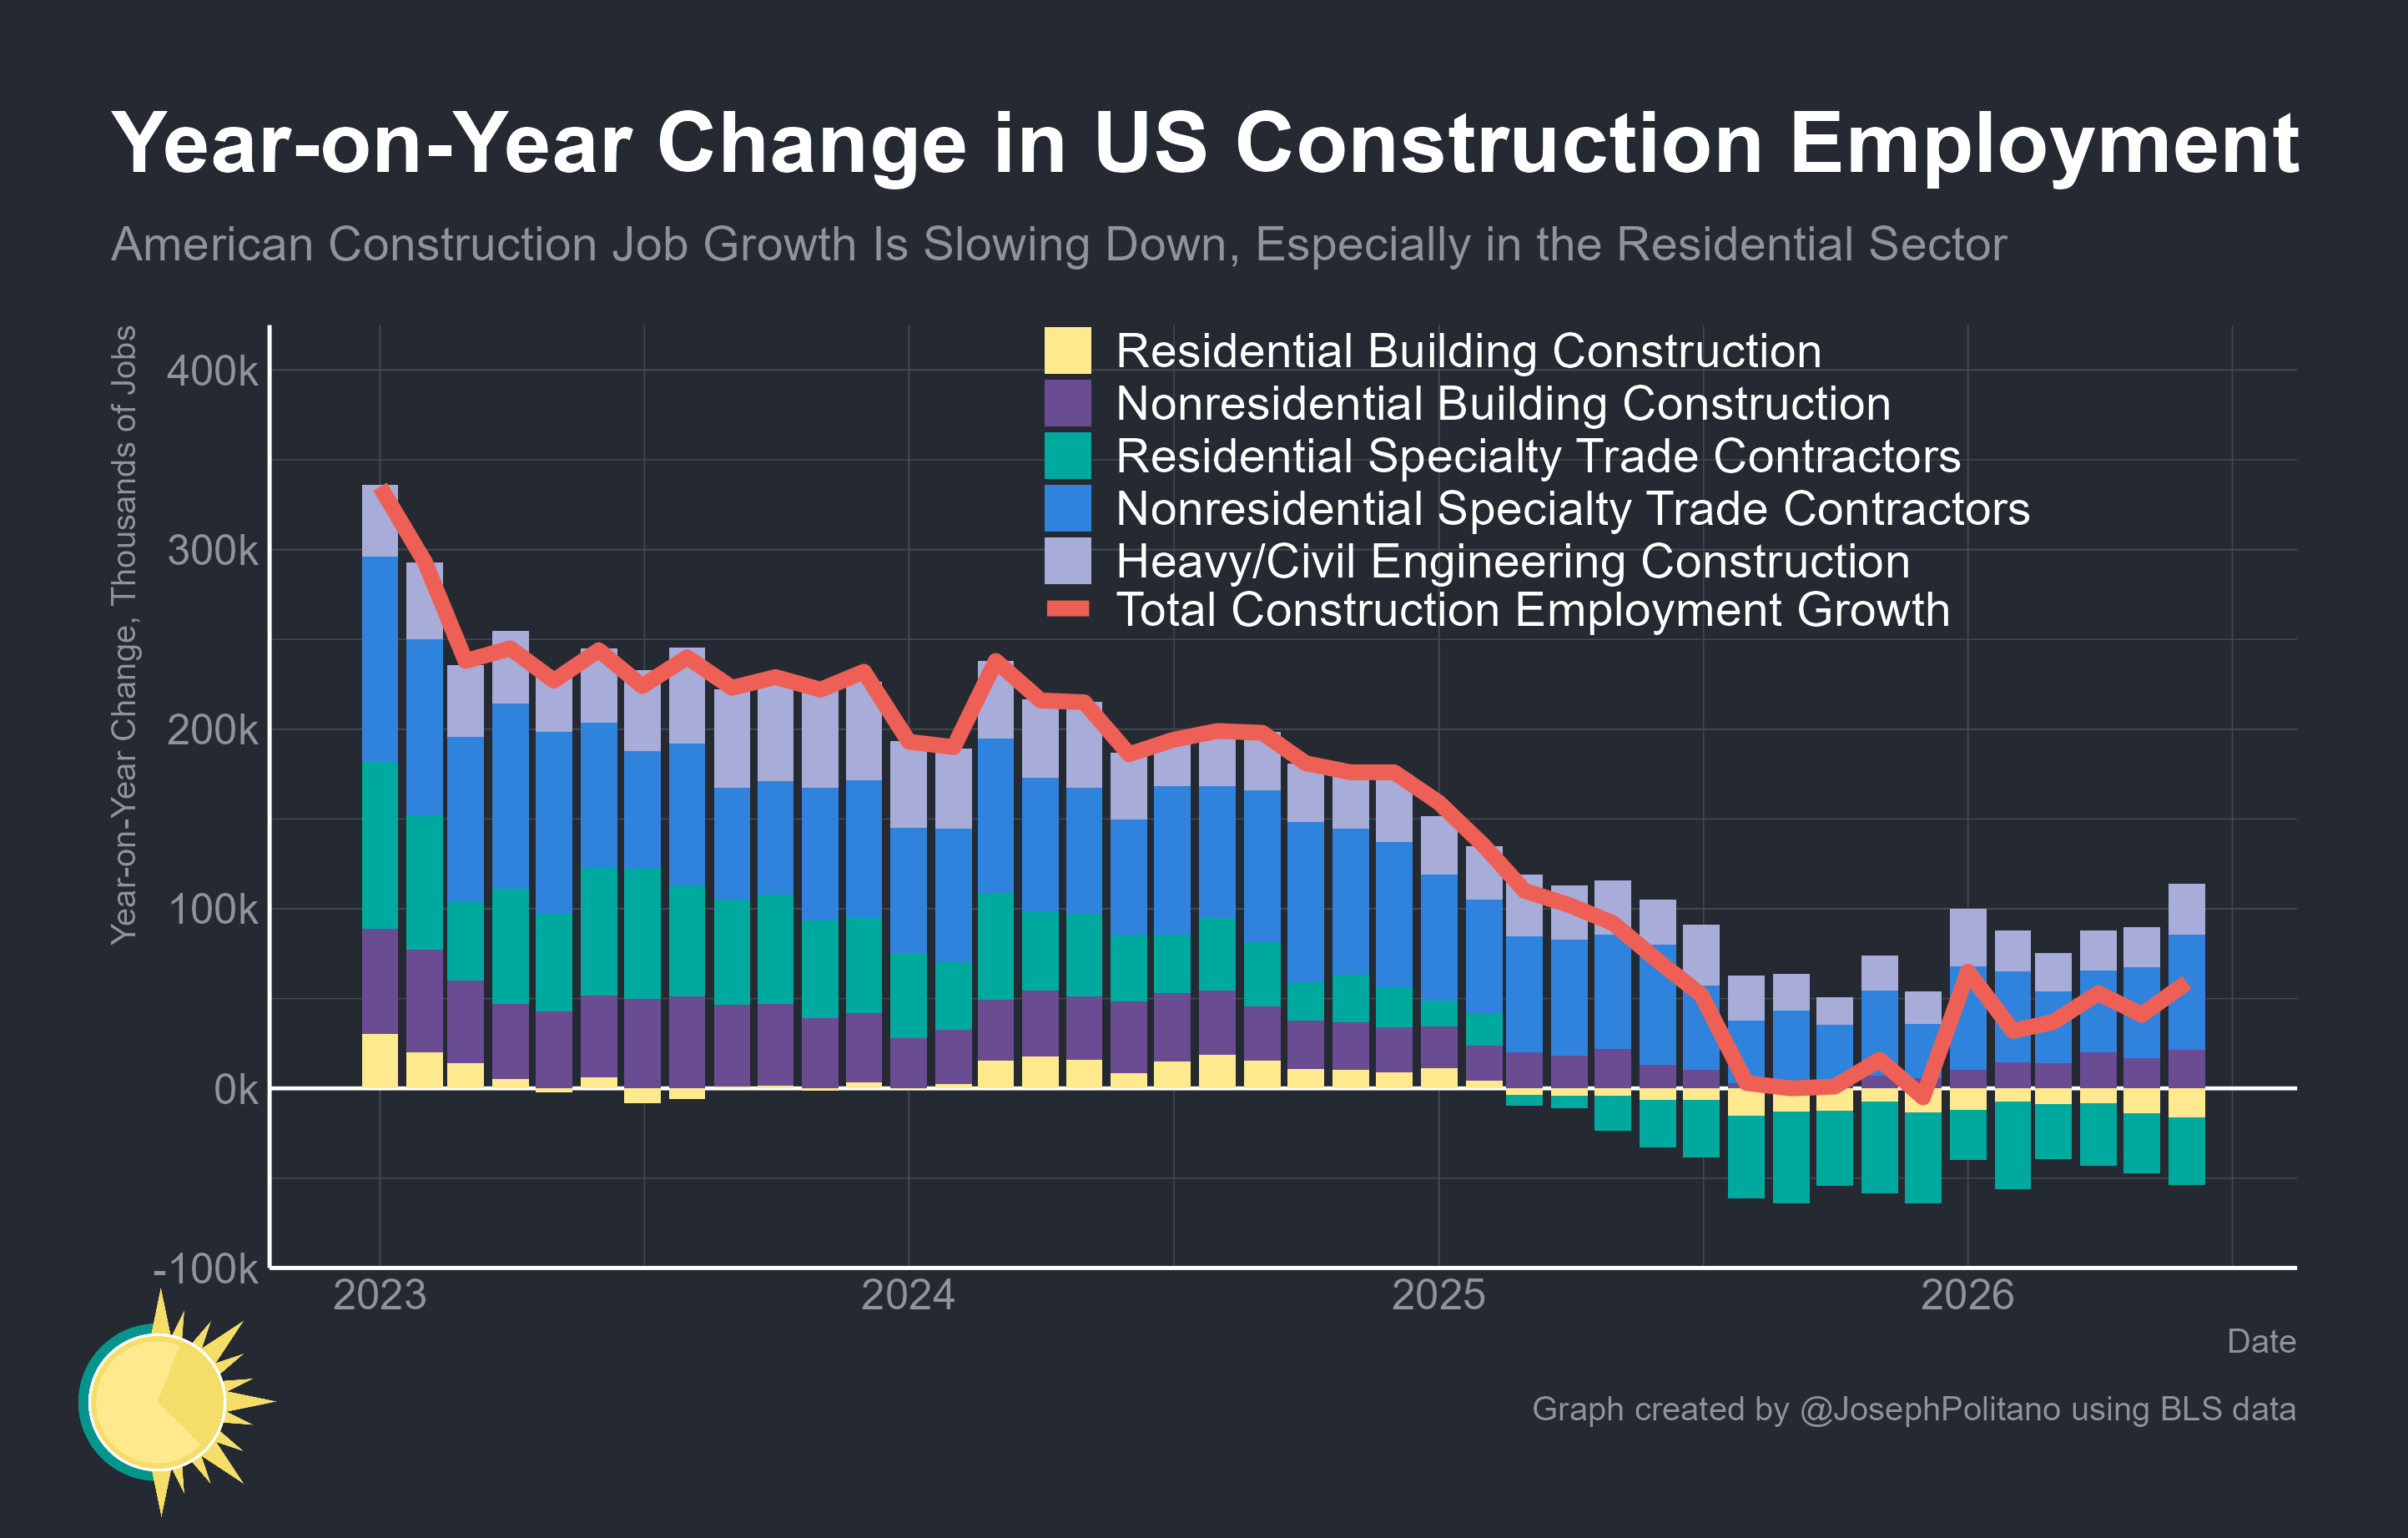 Year-on-Year Change in US Construction Employment
American Construction Job Growth Is Slowing Down, Especially in the Residential Sector
Year-on-Year Change, Thousands of Jobs
400k
300k
200k
100k
0k
-100k
Residential Building Construction
Nonresidential Building Construction
Residential Specialty Trade Contractors
Nonresidential Specialty Trade Contractors
Heavy/Civil Engineering Construction
Total Construction Employment Growth
2023 2024 2025 2026
Date
Graph created by @JosephPolitano using BLS data